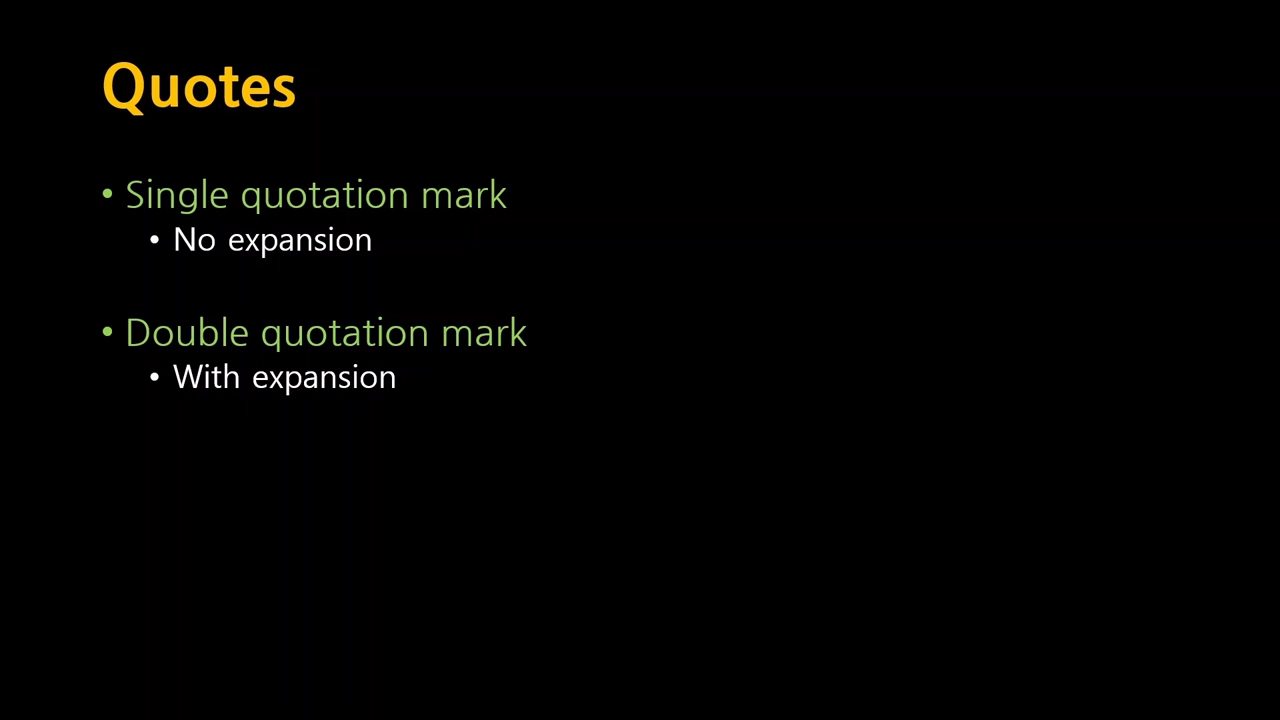 Quotes
• Single quotation mark
• No expansion
• Double quotation mark
• With expansion